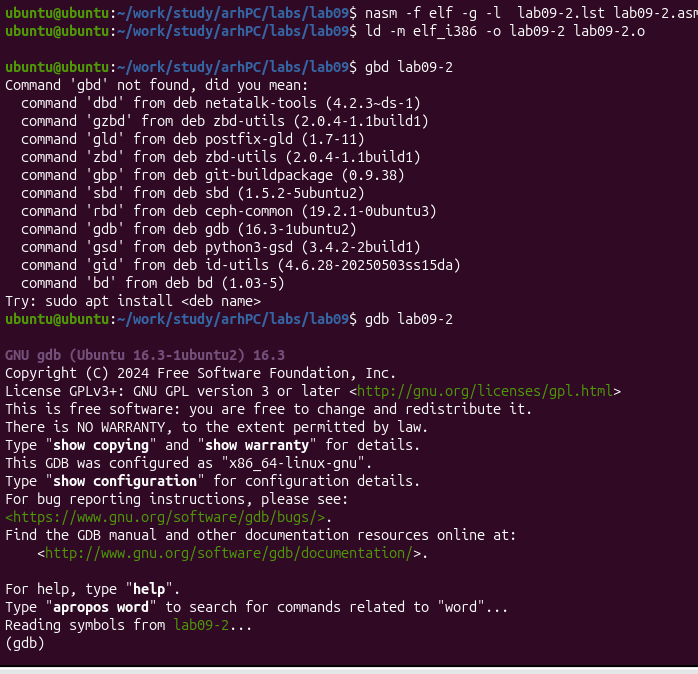 ubuntu@ubuntu:~/work/study/arhPC/labs/lab09$ nasm -f elf -g -l  lab09-2.lst lab09-2.asm
ubuntu@ubuntu:~/work/study/arhPC/labs/lab09$ ld -m elf_i386 -o lab09-2 lab09-2.o
ubuntu@ubuntu:~/work/study/arhPC/labs/lab09$ gbd lab09-2
Command 'gbd' not found, did you mean:
  command 'dbd' from deb netatalk-tools (4.2.3~ds-1)
  command 'gzbd' from deb zbd-utils (2.0.4-1.1build1)
  command 'gld' from deb postfix-gld (1.7-11)
  command 'zbd' from deb zbd-utils (2.0.4-1.1build1)
  command 'gbp' from deb git-buildpackage (0.9.38)
  command 'sbd' from deb sbd (1.5.2-5ubuntu2)
  command 'rbd' from deb ceph-common (19.2.1-0ubuntu3)
  command 'gdb' from deb gdb (16.3-1ubuntu2)
  command 'gsd' from deb python3-gsd (3.4.2-2build1)
  command 'gid' from deb id-utils (4.6.28-20250503ss15da)
  command 'bd' from deb bd (1.03-5)
Try: sudo apt install <deb name>
ubuntu@ubuntu:~/work/study/arhPC/labs/lab09$ gdb lab09-2
GNU gdb (Ubuntu 16.3-1ubuntu2) 16.3
Copyright (C) 2024 Free Software Foundation, Inc.
License GPLv3+: GNU GPL version 3 or later <http://gnu.org/licenses/gpl.html>
This is free software: you are free to change and redistribute it.
There is NO WARRANTY, to the extent permitted by law.
Type "show copying" and "show warranty" for details.
This GDB was configured as "x86_64-linux-gnu".
Type "show configuration" for configuration details.
For bug reporting instructions, please see:
<https://www.gnu.org/software/gdb/bugs/>.
Find the GDB manual and other documentation resources online at:
    <http://www.gnu.org/software/gdb/documentation/>.
For help, type "help".
Type "apropos word" to search for commands related to "word"...
Reading symbols from lab09-2...
(gdb)